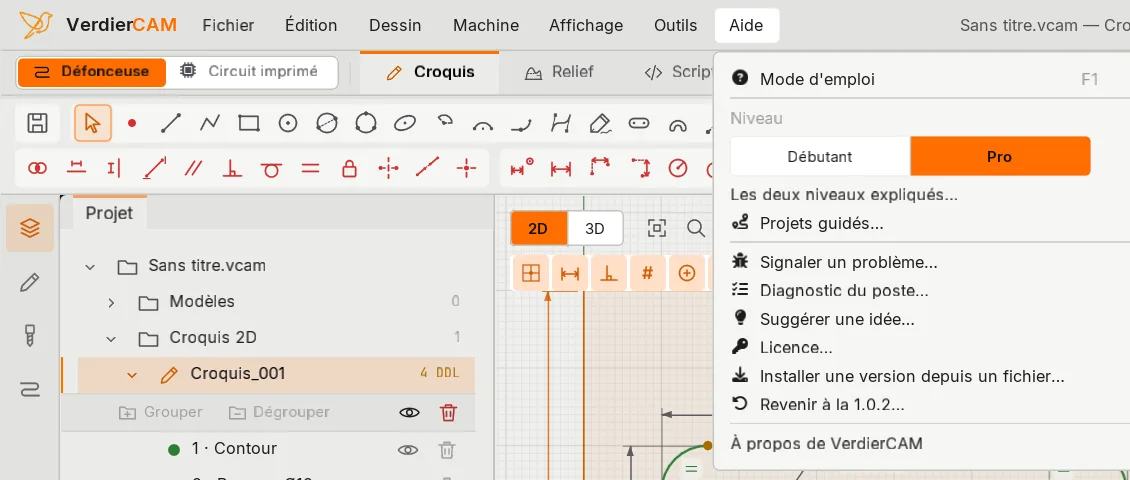 VerdierCAM Fichier Édition Dessin Machine Affichage Outils Aide Sans titre.vcam — Cro
Défonceuse Circuit imprimé Croquis Relief Script
Mode d'emploi F1
Niveau
Débutant Pro
Les deux niveaux expliqués...
Projets guidés...
Signaler un problème...
Diagnostic du poste...
Suggérer une idée...
Licence...
Installer une version depuis un fichier...
Revenir à la 1.0.2...
À propos de VerdierCAM
Projet
2D 3D
Sans titre.vcam
Modèles 0
Croquis 2D 1
Croquis_001 4 DDL
Grouper Dégrouper
1 · Contour